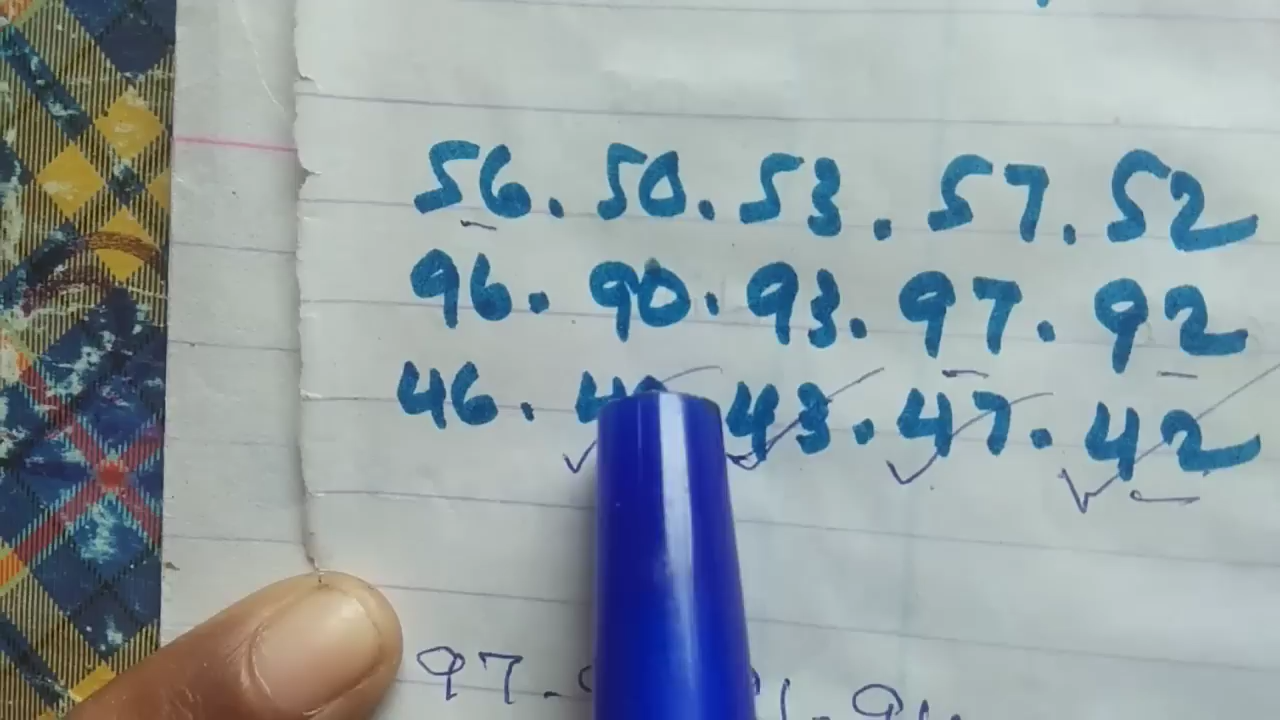 56. 50. 53. 57. 52
96. 90. 93. 97. 92
46. 43. 47. 42
97